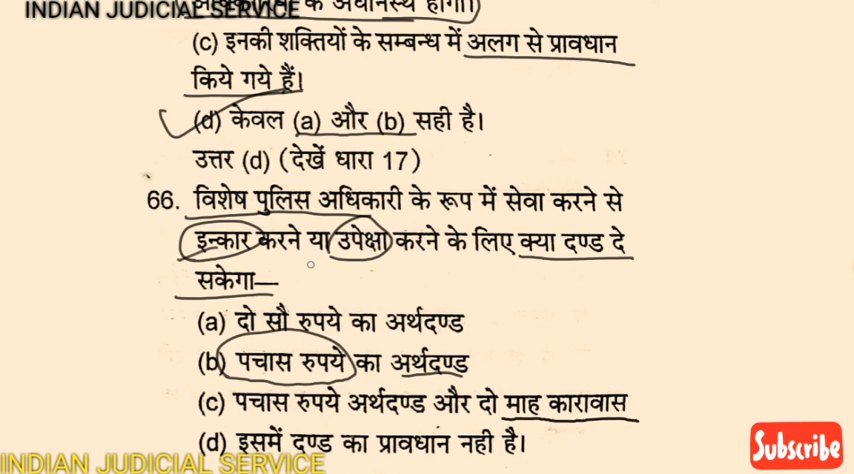 INDIAN JUDICIAL SERVICE
के अधीनस्थ होगा।)
(c) इनकी शक्तियों के सम्बन्ध में अलग से प्रावधान
किये गये हैं।
(d) केवल (a) और (b) सही है।
उत्तर (d) (देखें धारा 17)
66. विशेष पुलिस अधिकारी के रूप में सेवा करने से
इन्कार करने या उपेक्षा करने के लिए क्या दण्ड दे
सकेगा—
(a) दो सौ रुपये का अर्थदण्ड
(b) पचास रुपये का अर्थदण्ड
(c) पचास रुपये अर्थदण्ड और दो माह कारावास
(d) इसमें दण्ड का प्रावधान नही है।
Subscribe
INDIAN JUDICIAL SERVICE